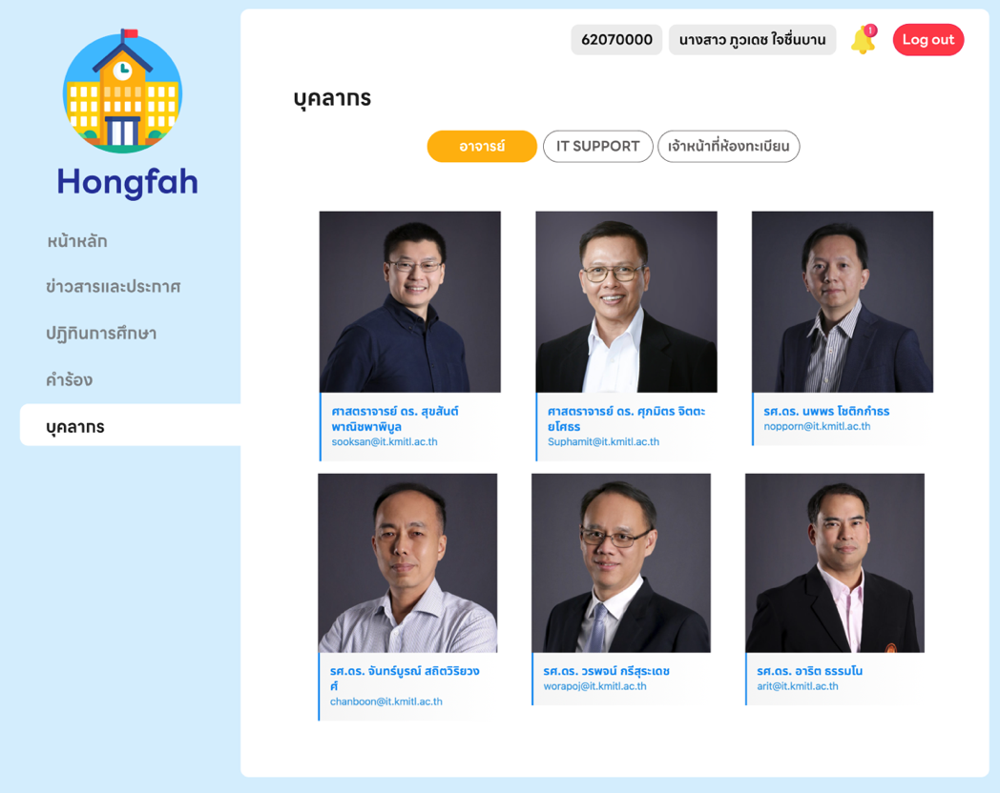 62070000
นางสาว ภูวเดช ใจชื่นบาน
1
Log out
Hongfah
หน้าหลัก
ข่าวสารและประกาศ
ปฏิทินการศึกษา
คำร้อง
บุคลากร
บุคลากร
อาจารย์
IT SUPPORT
เจ้าหน้าที่ห้องทะเบียน
ศาสตราจารย์ ดร. สุขสันต์
พาณิชพาพิบูล
sooksan@it.kmitl.ac.th
ศาสตราจารย์ ดร. ศุภมิตร จิตตะ
ยโศธร
Suphamit@it.kmitl.ac.th
รศ.ดร. นพพร โชติกกำธร
nopporn@it.kmitl.ac.th
รศ.ดร. จันทร์บูรณ์ สถิตวิริยวง
ศ์
chanboon@it.kmitl.ac.th
รศ.ดร. วรพจน์ กรีสุระเดช
worapoj@it.kmitl.ac.th
รศ.ดร. อาริต ธรรมโน
arit@it.kmitl.ac.th